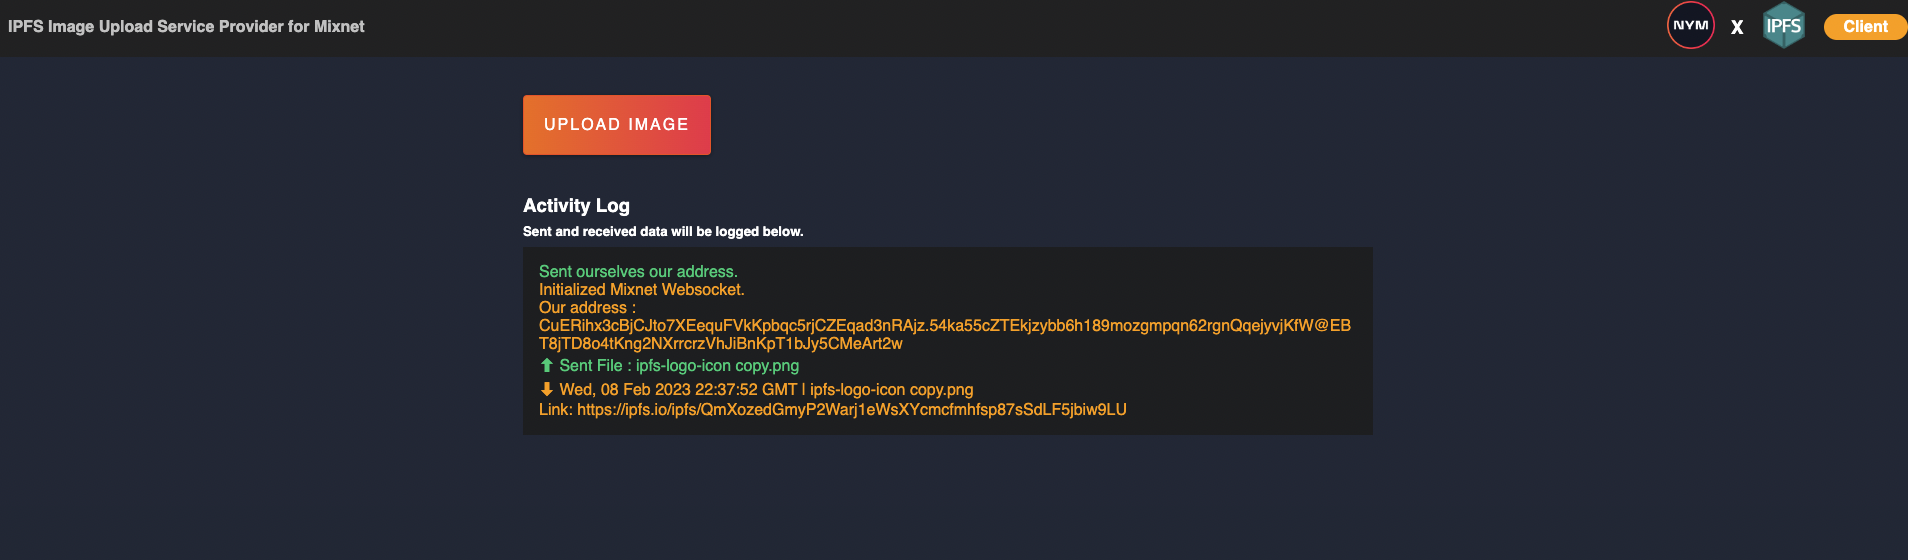 IPFS Image Upload Service Provider for Mixnet
NYM X IPFS Client
UPLOAD IMAGE
Activity Log
Sent and received data will be logged below.
Sent ourselves our address.
Initialized Mixnet Websocket.
Our address :
CuERihx3cBjCJto7XEequFVkKpbqc5rjCZEqad3nRAjz.54ka55cZTEkjzybb6h189mozgmpqn62rgnQqejyvjKfW@EB
T8jTD8o4tKng2NXrrcrzVhJiBnKpT1bJy5CMeArt2w
⬆ Sent File : ipfs-logo-icon copy.png
⬇ Wed, 08 Feb 2023 22:37:52 GMT | ipfs-logo-icon copy.png
Link: https://ipfs.io/ipfs/QmXozedGmyP2Warj1eWsXYcmcfmhfsp87sSdLF5jbiw9LU